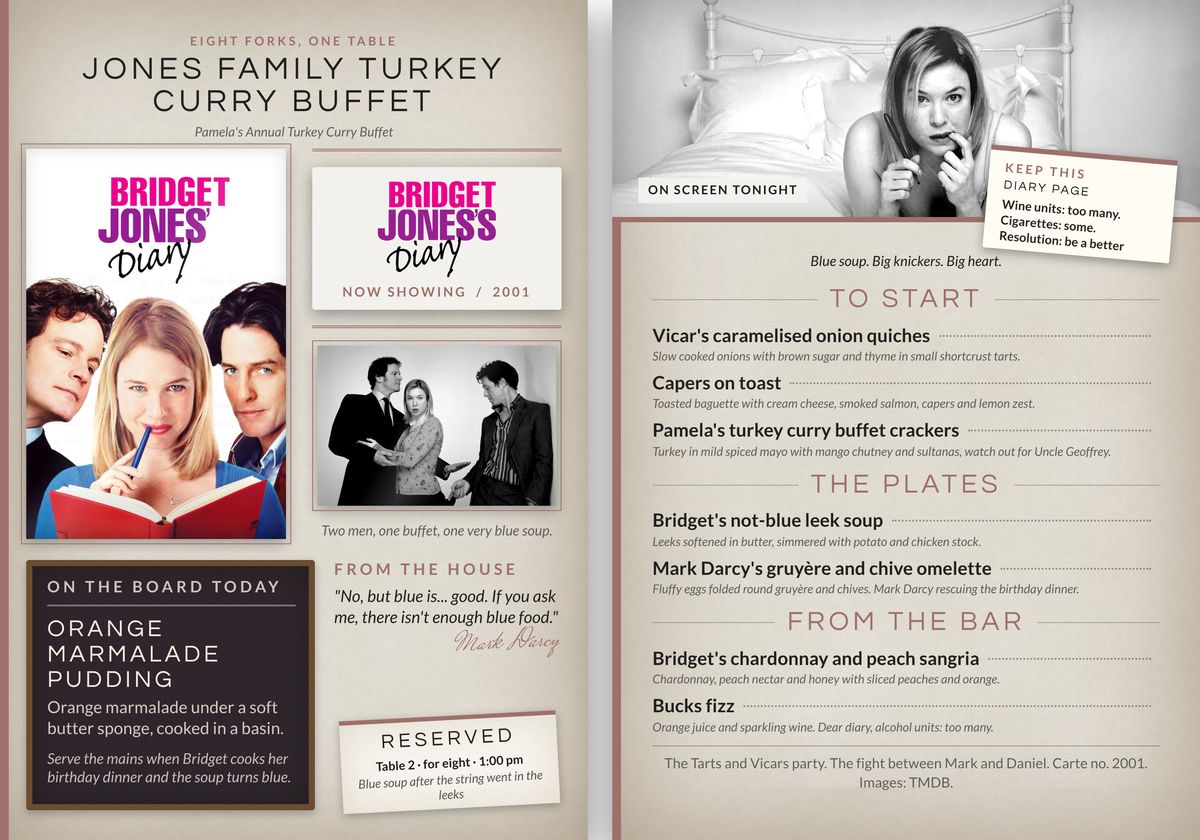 EIGHT FORKS, ONE TABLE
JONES FAMILY TURKEY
CURRY BUFFET
Pamela's Annual Turkey Curry Buffet
BRIDGET
JONES'
Diary
BRIDGET
JONES'S
Diary
NOW SHOWING / 2001
Two men, one buffet, one very blue soup.
ON THE BOARD TODAY
ORANGE
MARMALADE
PUDDING
Orange marmalade under a soft
butter sponge, cooked in a basin.
Serve the mains when Bridget cooks her
birthday dinner and the soup turns blue.
FROM THE HOUSE
"No, but blue is... good. If you ask
me, there isn't enough blue food."
Mark Darcy
RESERVED
Table 2 · for eight · 1:00 pm
Blue soup after the string went in the
leeks
ON SCREEN TONIGHT
KEEP THIS
DIARY PAGE
Wine units: too many.
Cigarettes: some.
Resolution: be a better
Blue soup. Big knickers. Big heart.
TO START
Vicar's caramelised onion quiches
Slow cooked onions with brown sugar and thyme in small shortcrust tarts.
Capers on toast
Toasted baguette with cream cheese, smoked salmon, capers and lemon zest.
Pamela's turkey curry buffet crackers
Turkey in mild spiced mayo with mango chutney and sultanas, watch out for Uncle Geoffrey.
THE PLATES
Bridget's not-blue leek soup
Leeks softened in butter, simmered with potato and chicken stock.
Mark Darcy's gruyère and chive omelette
Fluffy eggs folded round gruyère and chives. Mark Darcy rescuing the birthday dinner.
FROM THE BAR
Bridget's chardonnay and peach sangria
Chardonnay, peach nectar and honey with sliced peaches and orange.
Bucks fizz
Orange juice and sparkling wine. Dear diary, alcohol units: too many.
The Tarts and Vicars party. The fight between Mark and Daniel. Carte no. 2001.
Images: TMDB.